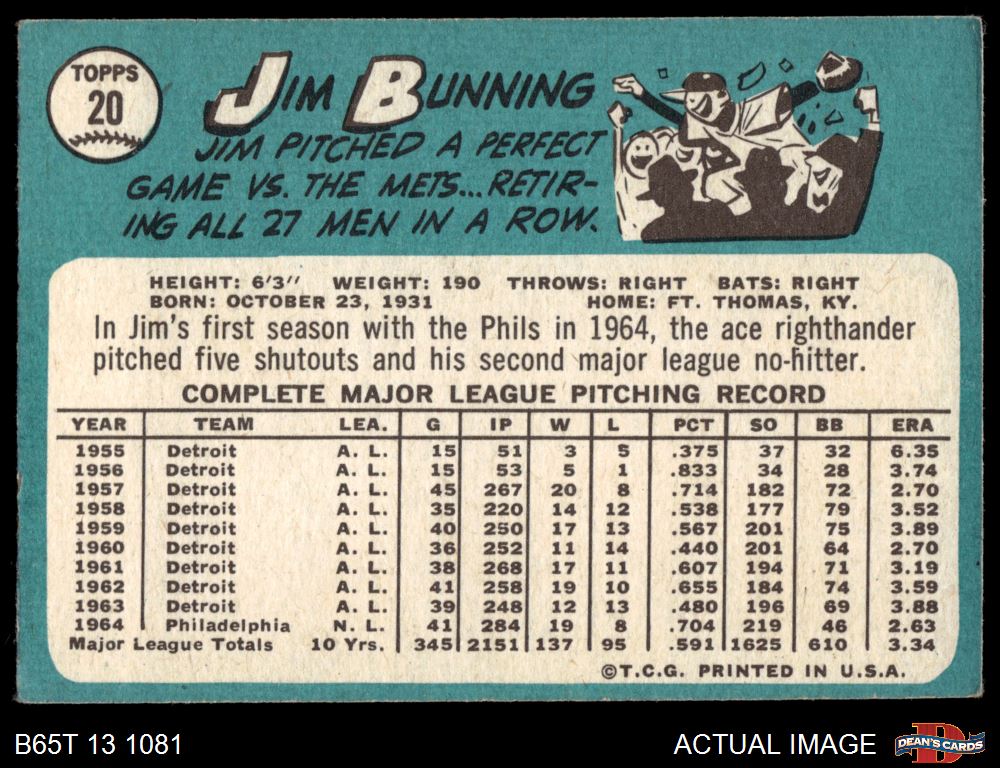 TOPPS
20
JIM BUNNING
JIM PITCHED A PERFECT
GAME VS. THE METS...RETIR-
ING ALL 27 MEN IN A ROW.
HEIGHT: 6'3" WEIGHT: 190 THROWS: RIGHT BATS: RIGHT
BORN: OCTOBER 23, 1931 HOME: FT. THOMAS, KY.
In Jim's first season with the Phils in 1964, the ace righthander
pitched five shutouts and his second major league no-hitter.
COMPLETE MAJOR LEAGUE PITCHING RECORD
YEAR TEAM LEA. G IP W L PCT SO BB ERA
1955 Detroit A. L. 15 51 3 5 .375 37 32 6.35
1956 Detroit A. L. 15 53 5 1 .833 34 28 3.74
1957 Detroit A. L. 45 267 20 8 .714 182 72 2.70
1958 Detroit A. L. 35 220 14 12 .538 177 79 3.52
1959 Detroit A. L. 40 250 17 13 .567 201 75 3.89
1960 Detroit A. L. 36 252 11 14 .440 201 64 2.70
1961 Detroit A. L. 38 268 17 11 .607 194 71 3.19
1962 Detroit A. L. 41 258 19 10 .655 184 74 3.59
1963 Detroit A. L. 39 248 12 13 .480 196 69 3.88
1964 Philadelphia N. L. 41 284 19 8 .704 219 46 2.63
Major League Totals 10 Yrs. 345 2151 137 95 .591 1625 610 3.34
©T.C.G. PRINTED IN U.S.A.
B65T 13 1081
ACTUAL IMAGE
D
DEAN'S CARDS